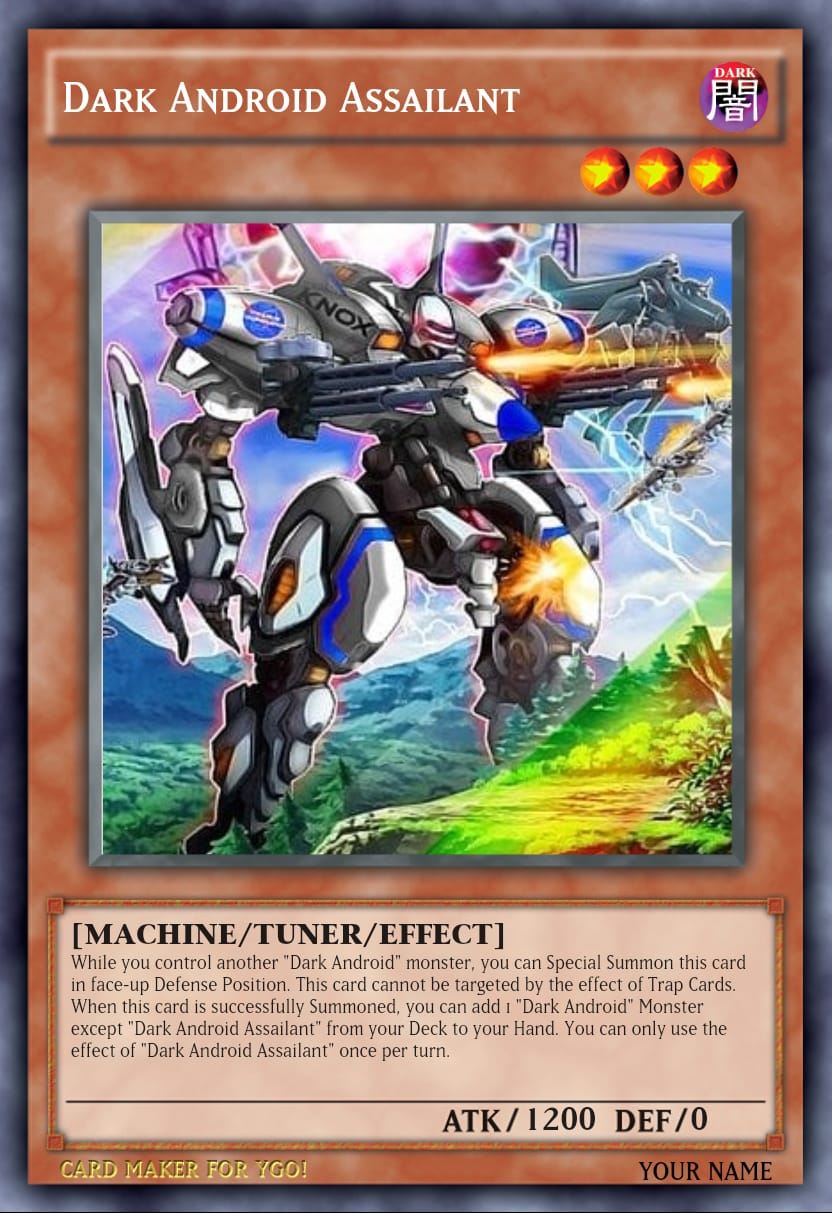 Dark Android Assailant
DARK
闇
KNOX
[MACHINE/TUNER/EFFECT]
While you control another "Dark Android" monster, you can Special Summon this card
in face-up Defense Position. This card cannot be targeted by the effect of Trap Cards.
When this card is successfully Summoned, you can add 1 "Dark Android" Monster
except "Dark Android Assailant" from your Deck to your Hand. You can only use the
effect of "Dark Android Assailant" once per turn.
ATK/1200 DEF/0
CARD MAKER FOR YGO!
YOUR NAME